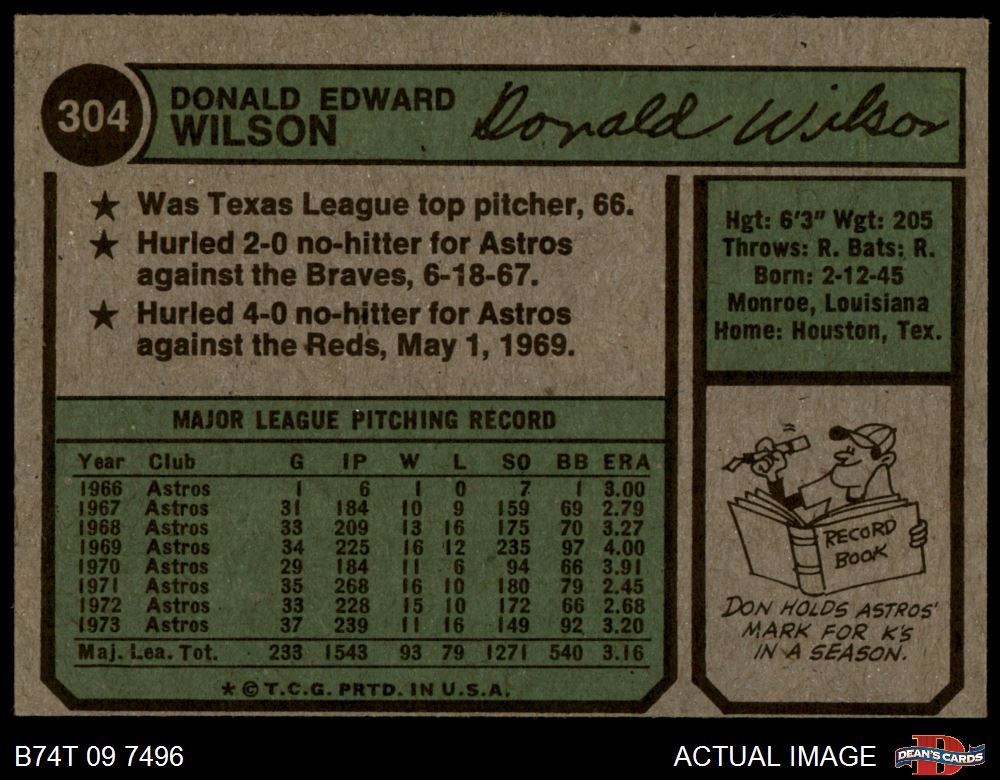 304
DONALD EDWARD
WILSON
Donald Wilson
★ Was Texas League top pitcher, 66.
★ Hurled 2-0 no-hitter for Astros
against the Braves, 6-18-67.
★ Hurled 4-0 no-hitter for Astros
against the Reds, May 1, 1969.
Hgt: 6'3" Wgt: 205
Throws: R. Bats: R.
Born: 2-12-45
Monroe, Louisiana
Home: Houston, Tex.
MAJOR LEAGUE PITCHING RECORD
Year Club G IP W L SO BB ERA
1966 Astros 1 6 1 0 7 1 3.00
1967 Astros 31 184 10 9 159 69 2.79
1968 Astros 33 209 13 16 175 70 3.27
1969 Astros 34 225 16 12 235 97 4.00
1970 Astros 29 184 11 6 94 66 3.91
1971 Astros 35 268 16 10 180 79 2.45
1972 Astros 33 228 15 10 172 66 2.68
1973 Astros 37 239 11 16 149 92 3.20
Maj. Lea. Tot. 233 1543 93 79 1271 540 3.16
★ © T.C.G. PRTD. IN U.S.A.
RECORD
BOOK
DON HOLDS ASTROS'
MARK FOR K'S
IN A SEASON.
B74T 09 7496
ACTUAL IMAGE
D
DEAN'S CARDS